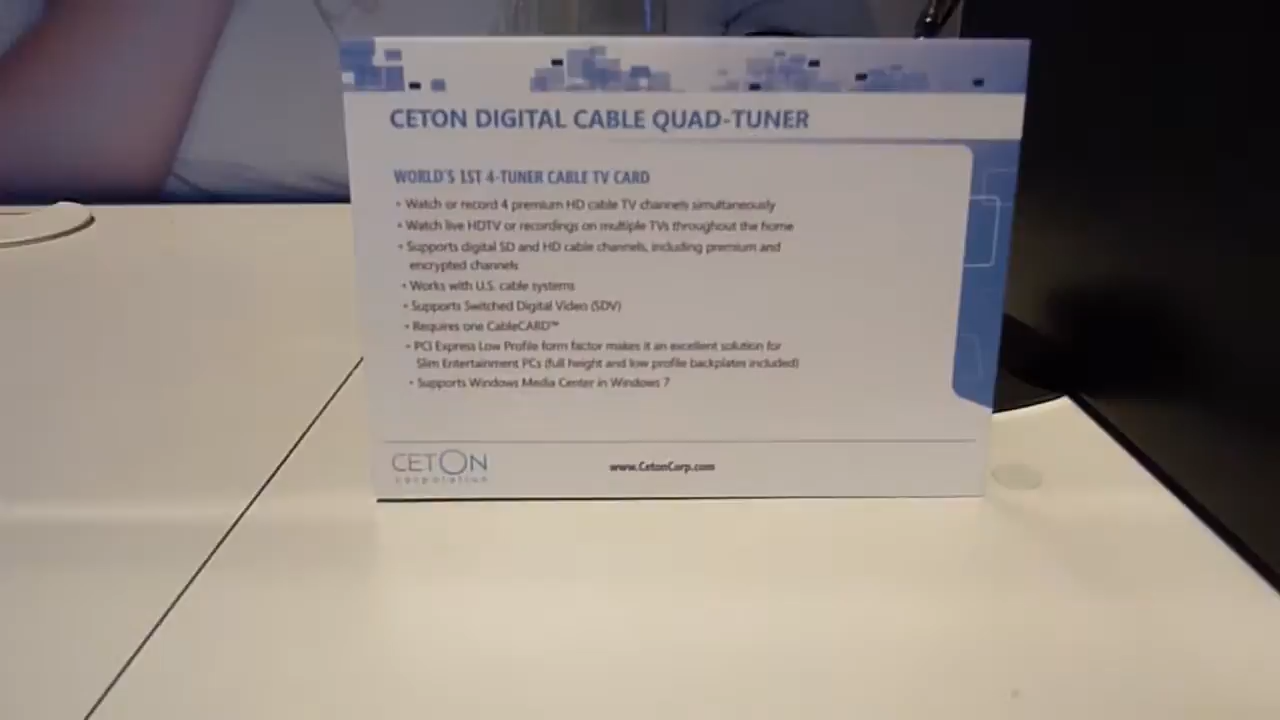 CETON DIGITAL CABLE QUAD-TUNER
WORLD'S 1ST 4-TUNER CABLE TV CARD
• Watch or record 4 premium HD cable TV channels simultaneously
• Watch live HDTV or recordings on multiple TVs throughout the home
• Supports digital SD and HD cable channels, including premium and
encrypted channels
• Works with U.S. cable systems
• Supports Switched Digital Video (SDV)
• Requires one CableCARD™
• PCI Express Low Profile form factor makes it an excellent solution for
Slim Entertainment PCs (full height and low profile backplates included)
• Supports Windows Media Center in Windows 7
CETON
corporation
www.CetonCorp.com